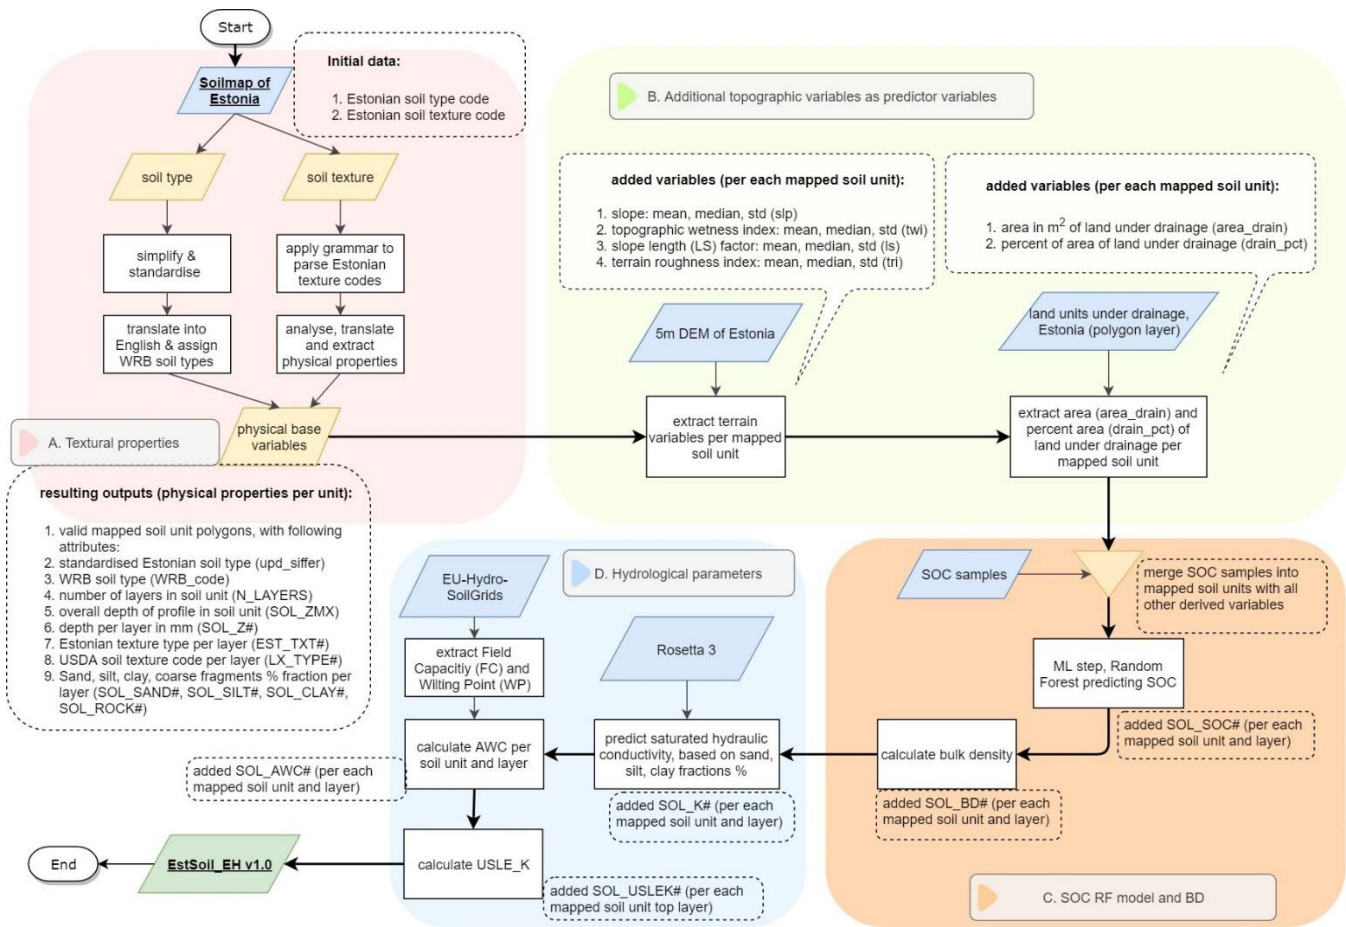 Start
Soilmap of
Estonia
Initial data:
1. Estonian soil type code
2. Estonian soil texture code
soil type
soil texture
simplify &
standardise
apply grammar to
parse Estonian
texture codes
translate into
English & assign
WRB soil types
analyse, translate
and extract
physical properties
A. Textural properties
physical base
variables
resulting outputs (physical properties per unit):
1. valid mapped soil unit polygons, with following
attributes:
2. standardised Estonian soil type (upd_siffer)
3. WRB soil type (WRB_code)
4. number of layers in soil unit (N_LAYERS)
5. overall depth of profile in soil unit (SOL_ZMX)
6. depth per layer in mm (SOL_Z#)
7. Estonian texture type per layer (EST_TXT#)
8. USDA soil texture code per layer (LX_TYPE#)
9. Sand, silt, clay, coarse fragments % fraction per
layer (SOL_SAND#, SOL_SILT#, SOL_CLAY#,
SOL_ROCK#)
B. Additional topographic variables as predictor variables
added variables (per each mapped soil unit):
1. slope: mean, median, std (slp)
2. topographic wetness index: mean, median, std (twi)
3. slope length (LS) factor: mean, median, std (ls)
4. terrain roughness index: mean, median, std (tri)
added variables (per each mapped soil unit):
1. area in m² of land under drainage (area_drain)
2. percent of area of land under drainage (drain_pct)
5m DEM of Estonia
land units under drainage,
Estonia (polygon layer)
extract terrain
variables per mapped
soil unit
extract area (area_drain) and
percent area (drain_pct) of
land under drainage per
mapped soil unit
SOC samples
merge SOC samples into
mapped soil units with all
other derived variables
ML step, Random
Forest predicting SOC
added SOL_SOC# (per each
mapped soil unit and layer)
calculate bulk density
added SOL_BD# (per each
mapped soil unit and layer)
C. SOC RF model and BD
D. Hydrological parameters
EU-Hydro-
SoilGrids
Rosetta 3
extract Field
Capacitiy (FC) and
Wilting Point (WP)
predict saturated hydraulic
conductivity, based on sand,
silt, clay fractions %
added SOL_K# (per each
mapped soil unit and layer)
calculate AWC per
soil unit and layer
added SOL_AWC# (per each
mapped soil unit and layer)
calculate USLE_K
added SOL_USLEK# (per each
mapped soil unit top layer)
EstSoil_EH v1.0
End